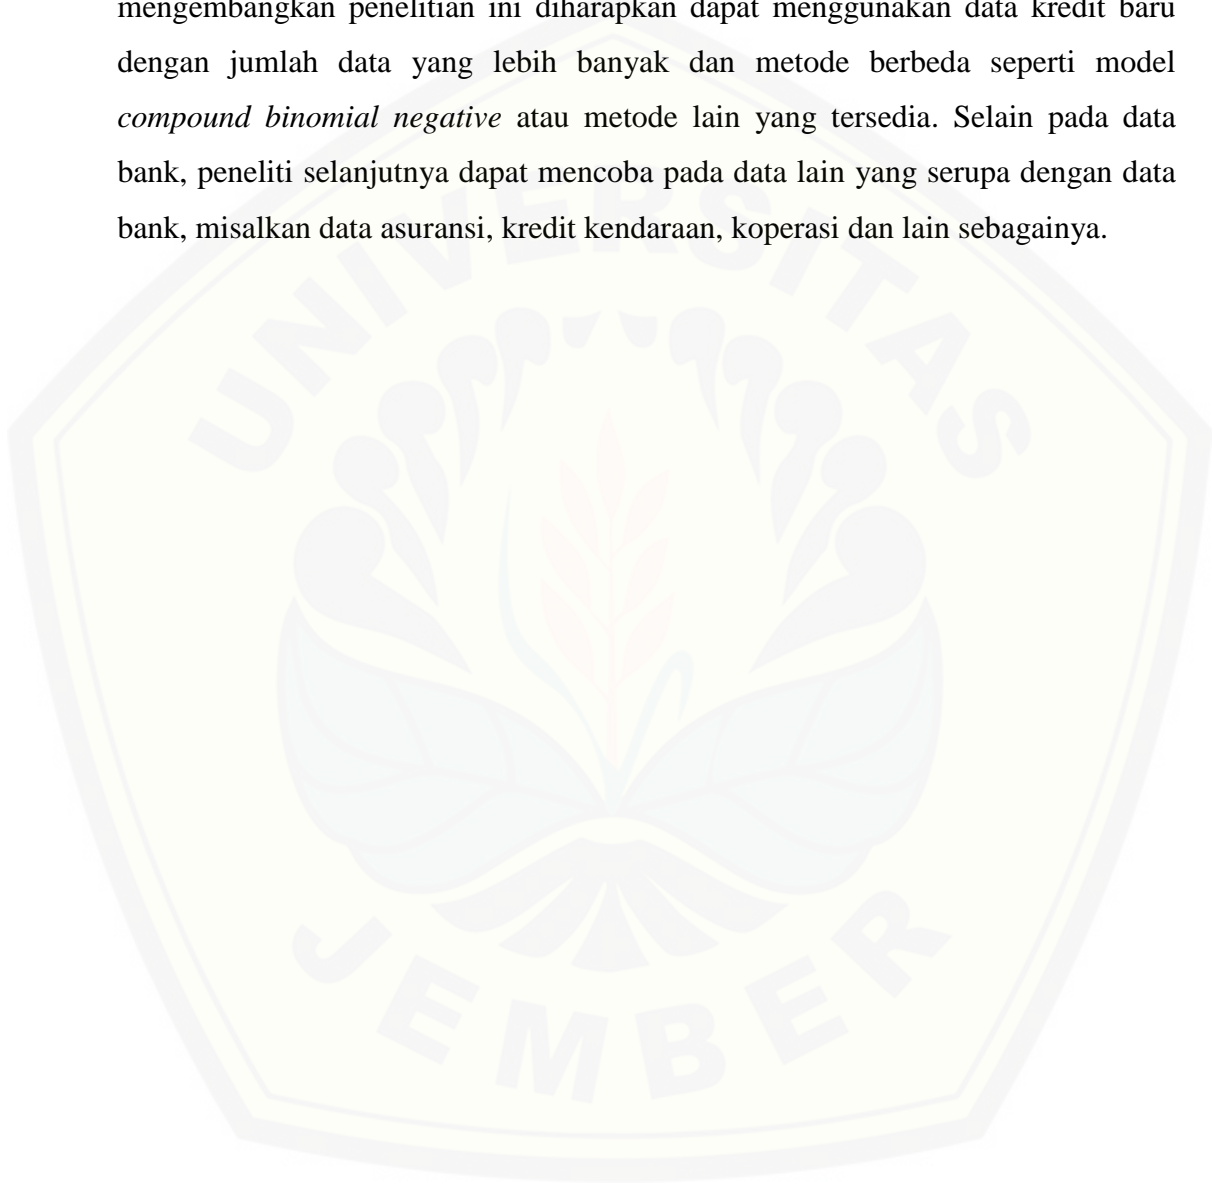 mengembangkan penelitian ini diharapkan dapat menggunakan data kredit baru
dengan jumlah data yang lebih banyak dan metode berbeda seperti model
compound binomial negative atau metode lain yang tersedia. Selain pada data
bank, peneliti selanjutnya dapat mencoba pada data lain yang serupa dengan data
bank, misalkan data asuransi, kredit kendaraan, koperasi dan lain sebagainya.
UNIVERSITAS
JEMBER